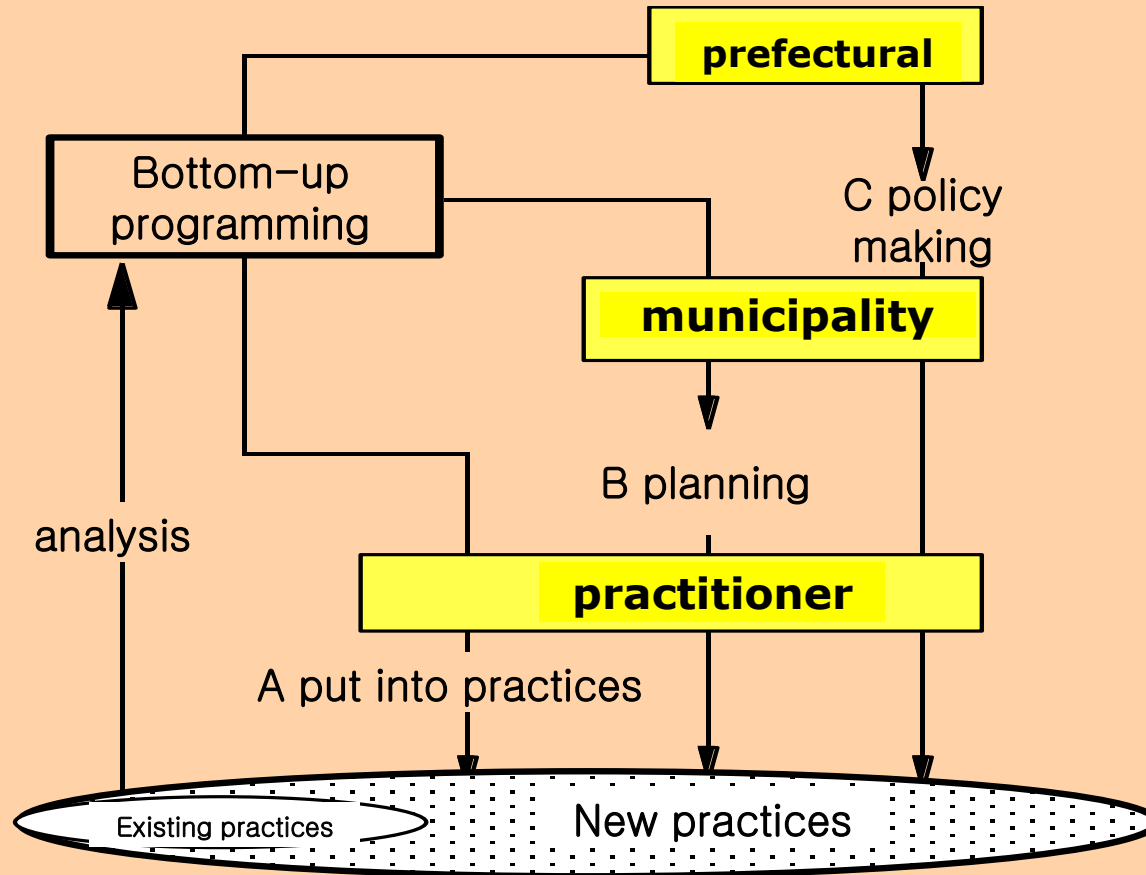 prefectural
Bottom-up
programming
C policy
making
municipality
B planning
analysis
practitioner
A put into practices
New practices
Existing practices